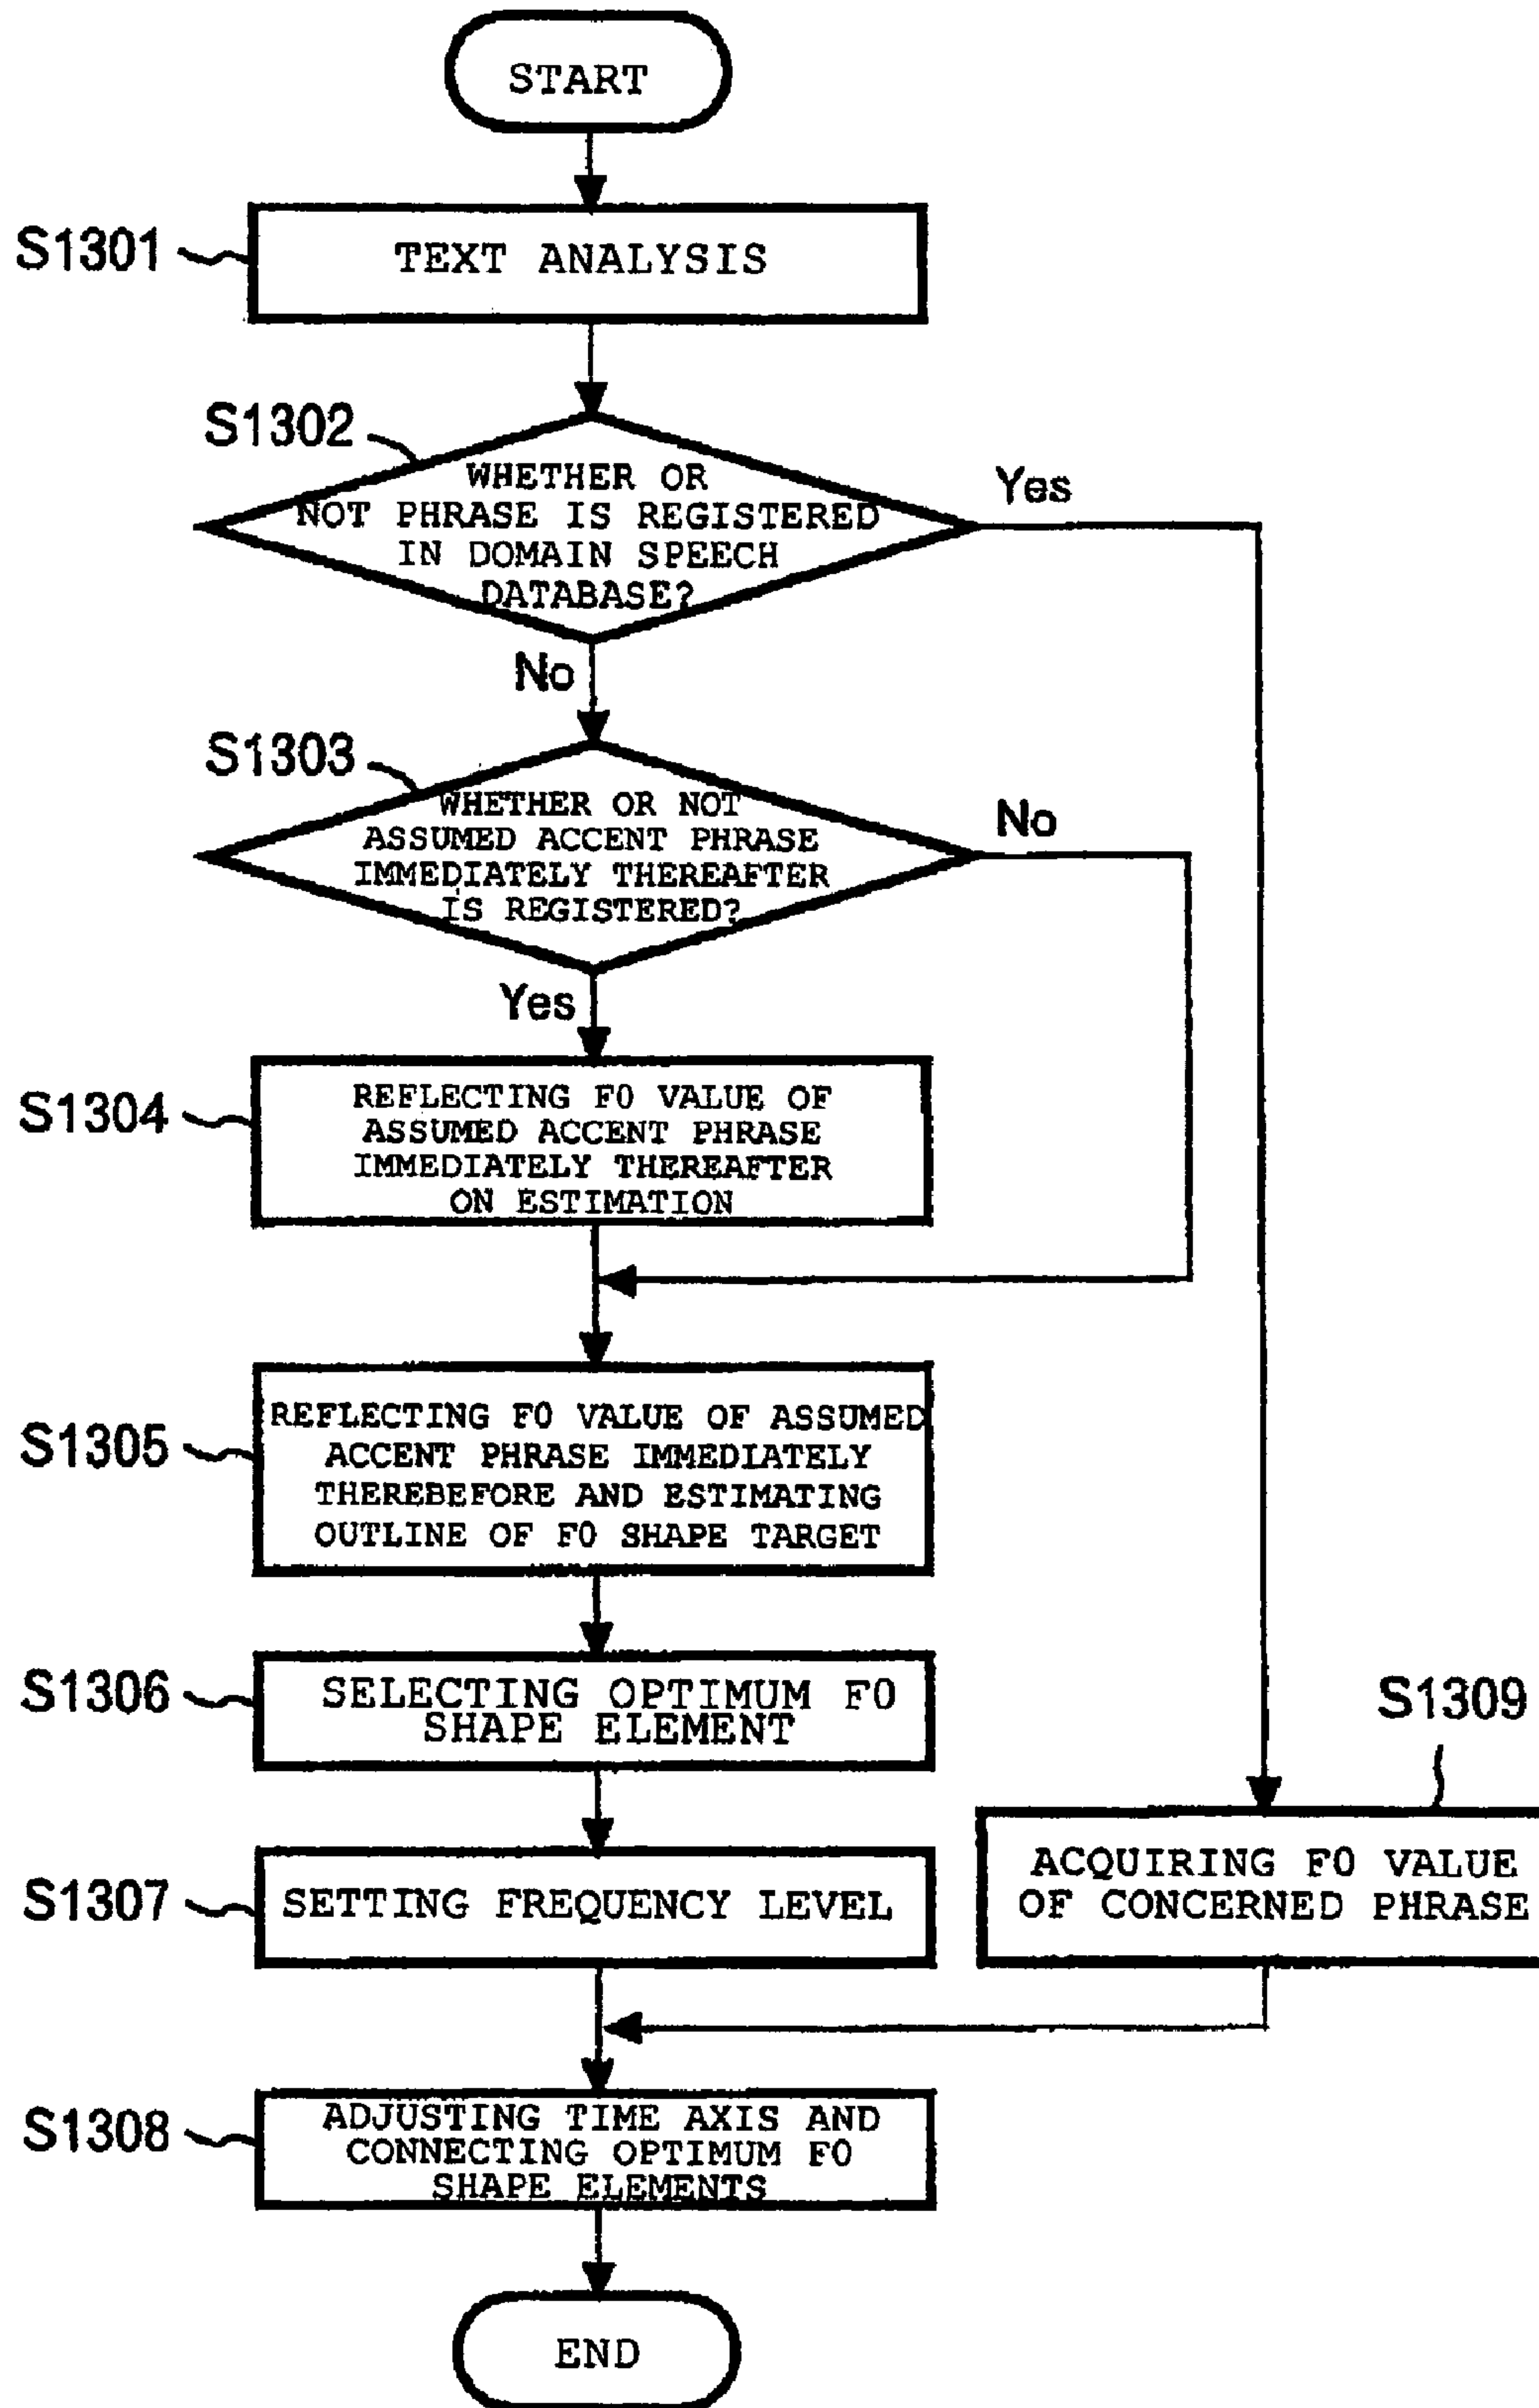 START
S1301
TEXT ANALYSIS
S1302
WHETHER OR
NOT PHRASE IS REGISTERED
IN DOMAIN SPEECH
DATABASE?
Yes
No
S1303
WHETHER OR NOT
ASSUMED ACCENT PHRASE
IMMEDIATELY THEREAFTER
IS REGISTERED?
No
Yes
S1304
REFLECTING F0 VALUE OF
ASSUMED ACCENT PHRASE
IMMEDIATELY THEREAFTER
ON ESTIMATION
S1305
REFLECTING F0 VALUE OF ASSUMED
ACCENT PHRASE IMMEDIATELY
THEREBEFORE AND ESTIMATING
OUTLINE OF F0 SHAPE TARGET
S1306
SELECTING OPTIMUM F0
SHAPE ELEMENT
S1309
ACQUIRING F0 VALUE
OF CONCERNED PHRASE
S1307
SETTING FREQUENCY LEVEL
S1308
ADJUSTING TIME AXIS AND
CONNECTING OPTIMUM F0
SHAPE ELEMENTS
END